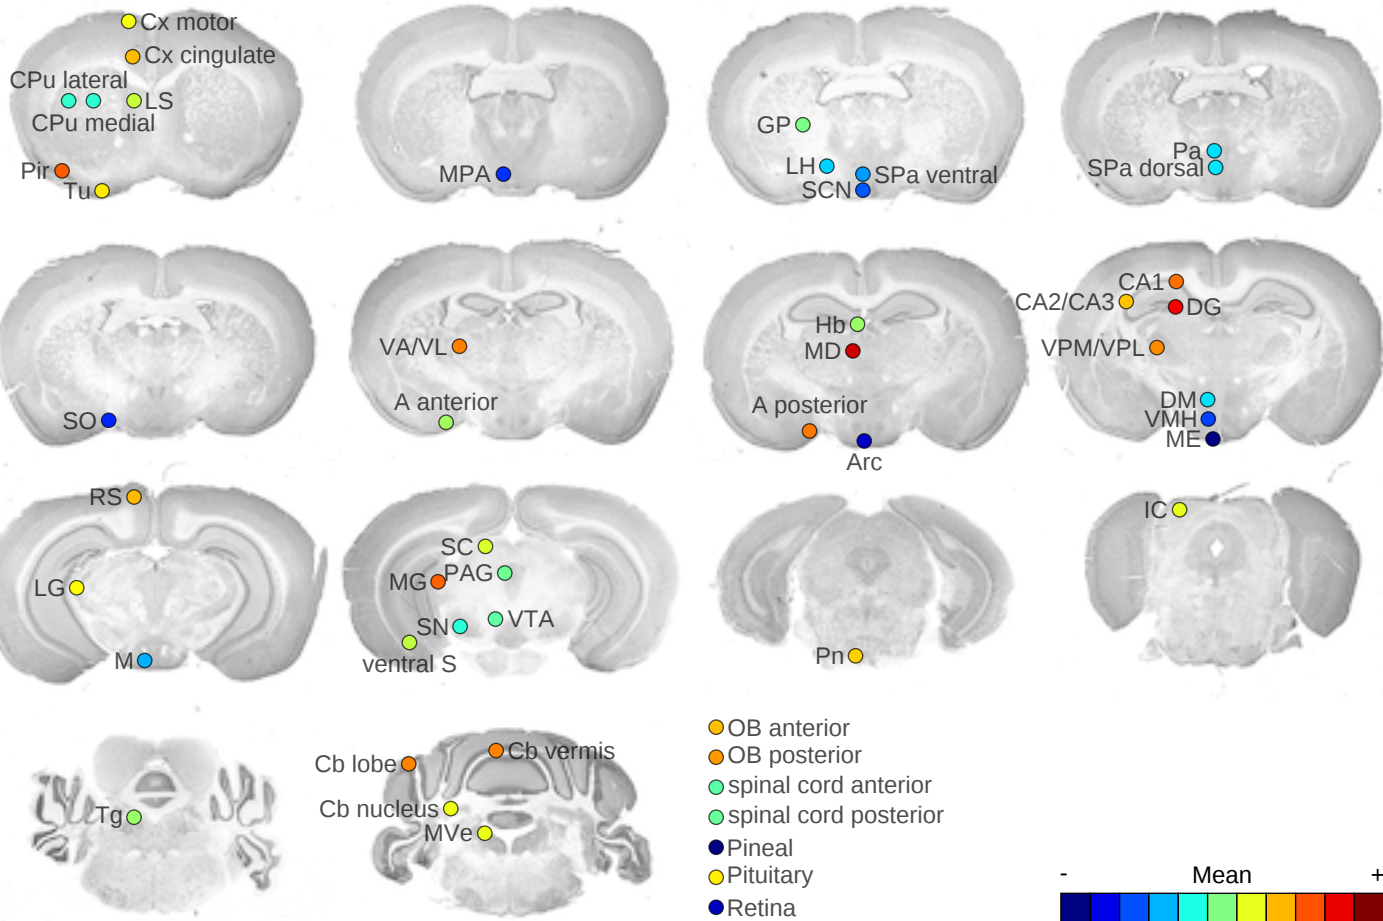 Cx motor
Cx cingulate
CPu lateral
LS
CPu medial
Pir
Tu
MPA
GP
LH
SPa ventral
SCN
Pa
SPa dorsal
SO
VA/VL
A anterior
Hb
MD
A posterior
Arc
CA1
CA2/CA3
DG
VPM/VPL
DM
VMH
ME
RS
LG
M
SC
MG
PAG
SN
VTA
ventral S
Pn
IC
Tg
Cb lobe
Cb vermis
Cb nucleus
MVe
OB anterior
OB posterior
spinal cord anterior
spinal cord posterior
Pineal
Pituitary
Retina
- Mean +